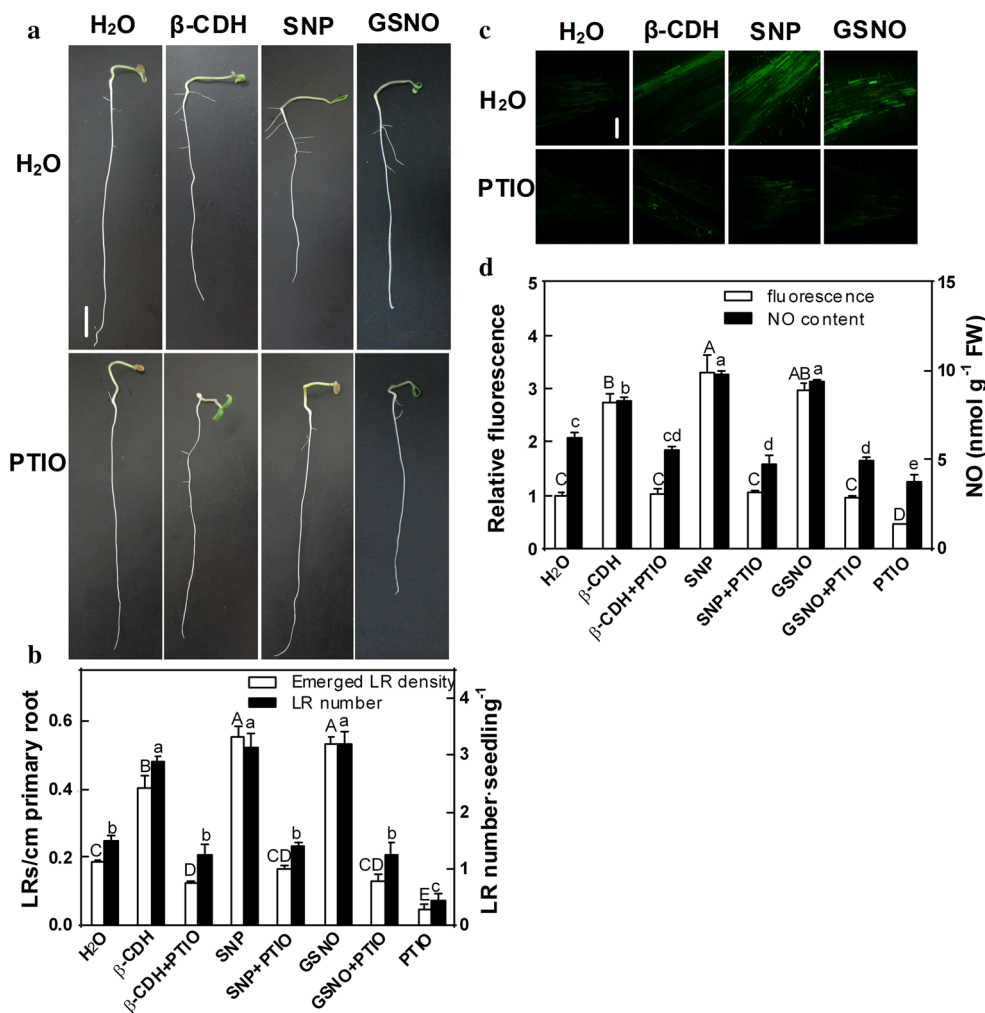 a
H₂O β-CDH SNP GSNO
H₂O
PTIO
c
H₂O β-CDH SNP GSNO
H₂O
PTIO
d
5
4
3
2
1
0
Relative fluorescence
15
10
5
0
NO (nmol g⁻¹ FW)
fluorescence
NO content
C c B b C cd A a C d AB a C d D e
H₂O β-CDH β-CDH+PTIO SNP SNP+PTIO GSNO GSNO+PTIO PTIO
b
0.6
0.4
0.2
0.0
LRs/cm primary root
4
3
2
1
0
LR number·seedling⁻¹
Emerged LR density
LR number
C b B a D b A a CD b A a CD b E c
H₂O β-CDH β-CDH+PTIO SNP SNP+PTIO GSNO GSNO+PTIO PTIO